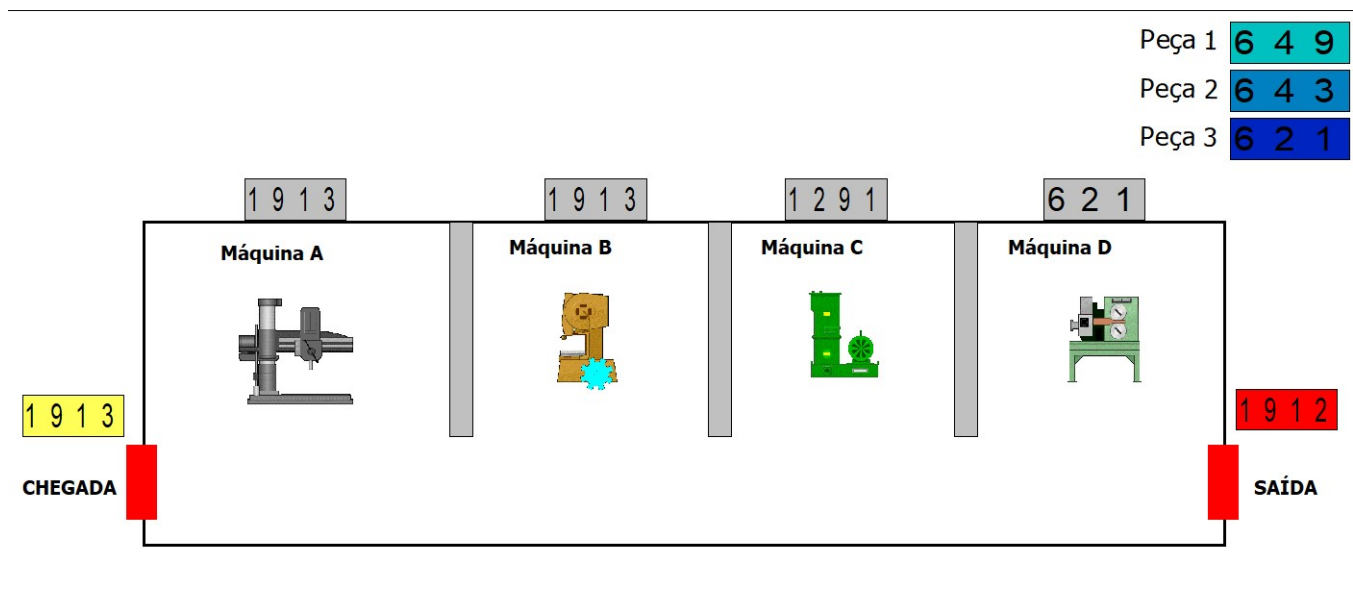 Peça 1 6 4 9
Peça 2 6 4 3
Peça 3 6 2 1
1 9 1 3
1 9 1 3
1 2 9 1
6 2 1
Máquina A
Máquina B
Máquina C
Máquina D
1 9 1 3
1 9 1 2
CHEGADA
SAÍDA